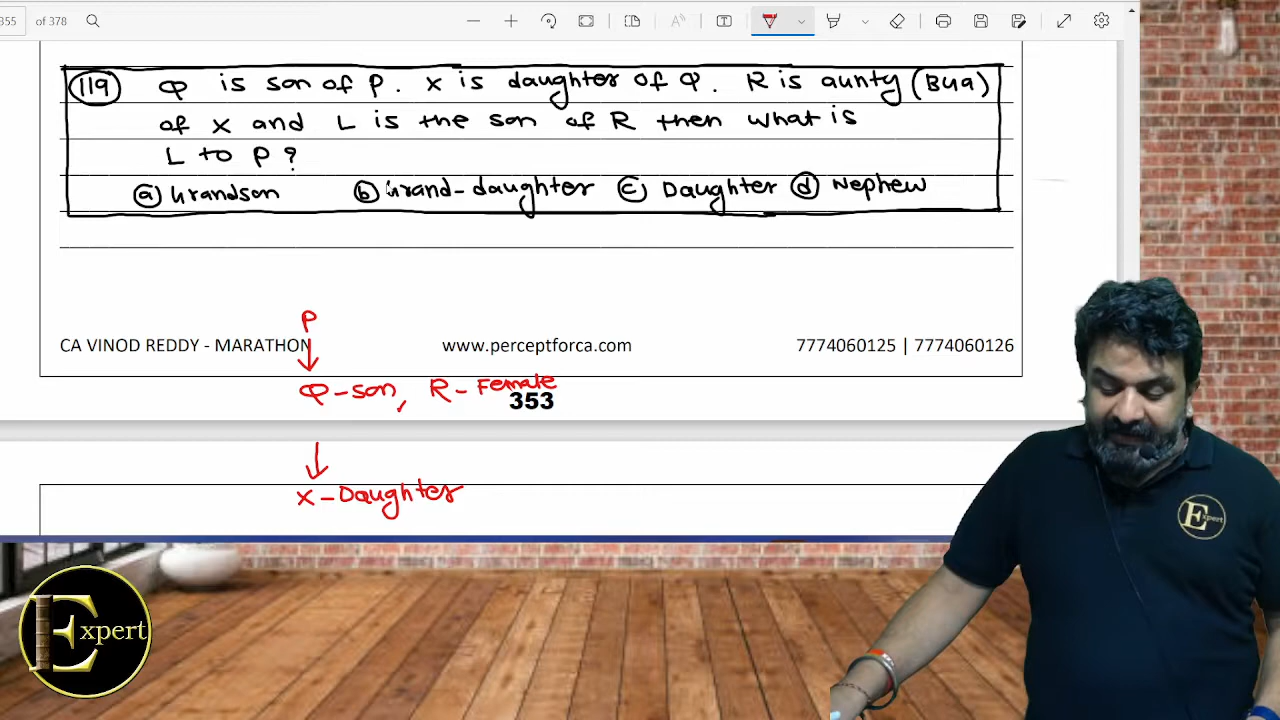 355 of 378
119 Q is son of P. X is daughter of Q. R is aunty (Bua)
of X and L is the son of R then what is
L to P?
a Grandson b Grand-daughter c Daughter d Nephew
P
CA VINOD REDDY - MARATHON www.perceptforca.com 7774060125 | 7774060126
Q - son, R - Female
353
X - Daughter
Expert
Expert